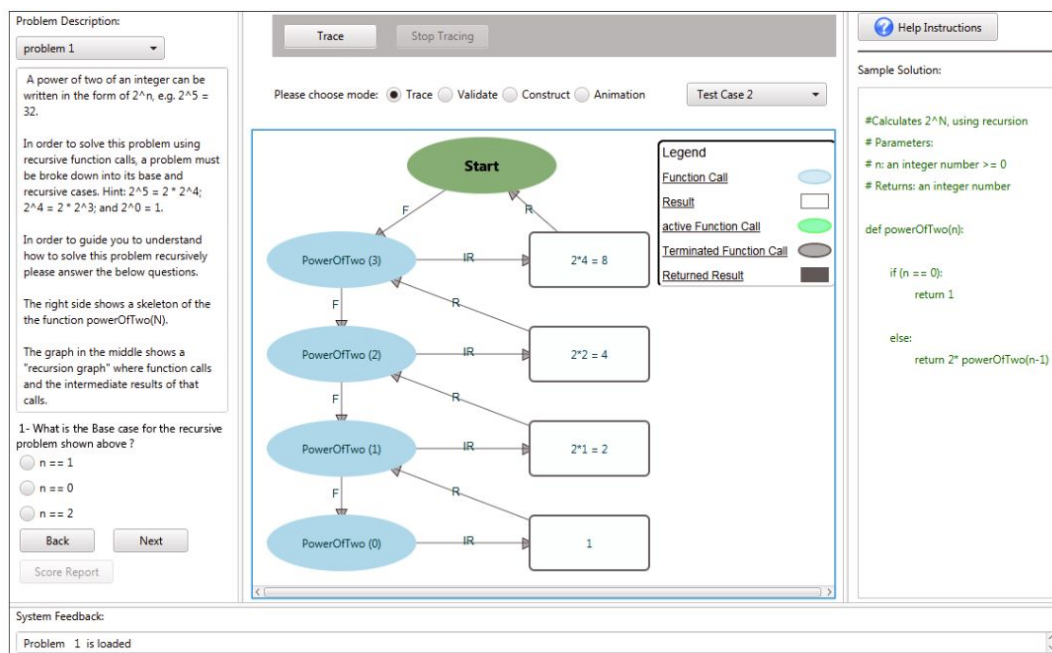 Problem Description:
problem 1
A power of two of an integer can be
written in the form of 2^n, e.g. 2^5 =
32.
In order to solve this problem using
recursive function calls, a problem must
be broken down into its base and
recursive cases. Hint: 2^5 = 2 * 2^4;
2^4 = 2 * 2^3; and 2^0 = 1.
In order to guide you to understand
how to solve this problem recursively
please answer the below questions.
The right side shows a skeleton of the
the function powerOfTwo(N).
The graph in the middle shows a
"recursion graph" where function calls
and the intermediate results of that
calls.
1- What is the Base case for the recursive
problem shown above ?
n == 1
n == 0
n == 2
Back Next
Score Report
Trace Stop Tracing
Please choose mode: Trace Validate Construct Animation Test Case 2
Start
F R
PowerOfTwo (3) IR 2*4 = 8
F R
PowerOfTwo (2) IR 2*2 = 4
F R
PowerOfTwo (1) IR 2*1 = 2
F R
PowerOfTwo (0) IR 1
Legend
Function Call
Result
active Function Call
Terminated Function Call
Returned Result
? Help Instructions
Sample Solution:
#Calculates 2^N, using recursion
# Parameters:
# n: an integer number >= 0
# Returns: an integer number
def powerOfTwo(n):
if (n == 0):
return 1
else:
return 2* powerOfTwo(n-1)
System Feedback:
Problem 1 is loaded